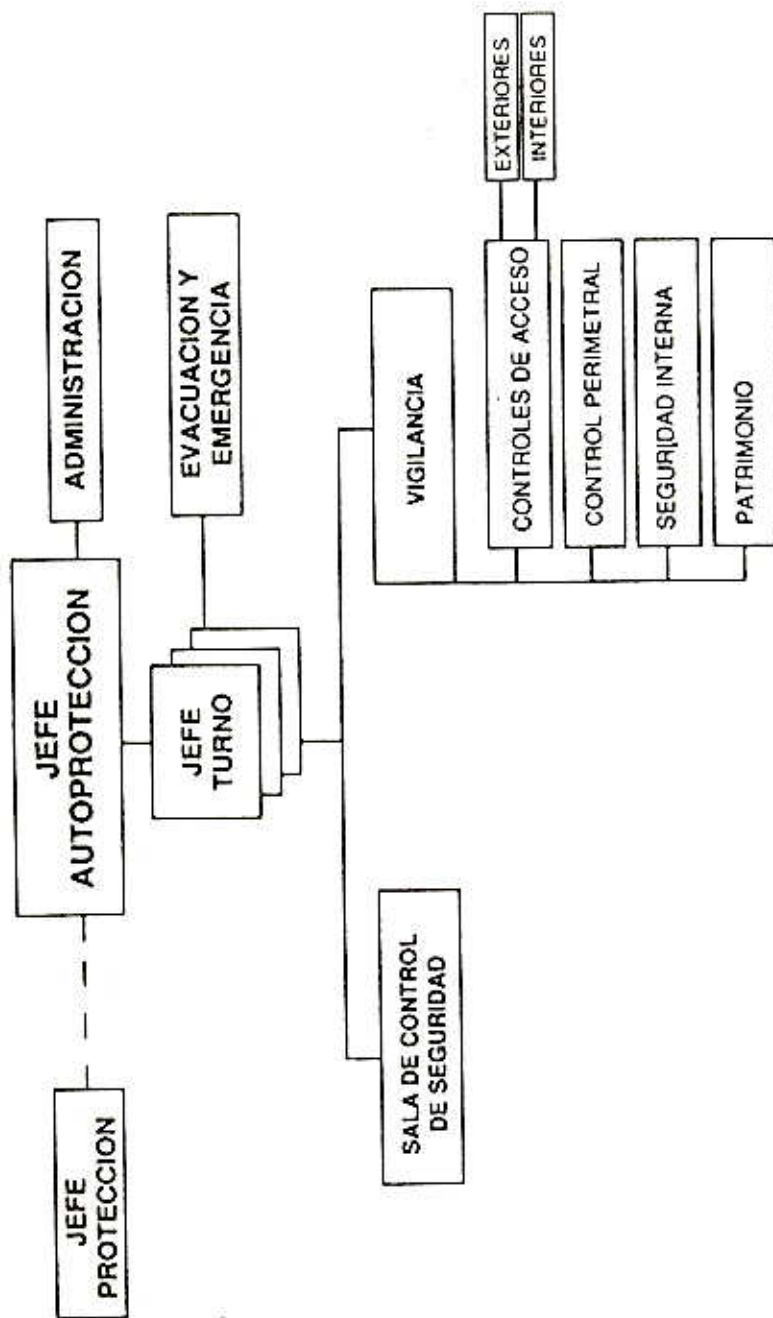 JEFE
PROTECCION
JEFE
AUTOPROTECCION
ADMINISTRACION
JEFE
TURNO
EVACUACION Y
EMERGENCIA
SALA DE CONTROL
DE SEGURIDAD
VIGILANCIA
CONTROLES DE ACCESO
EXTERIORES
INTERIORES
CONTROL PERIMETRAL
SEGURIDAD INTERNA
PATRIMONIO